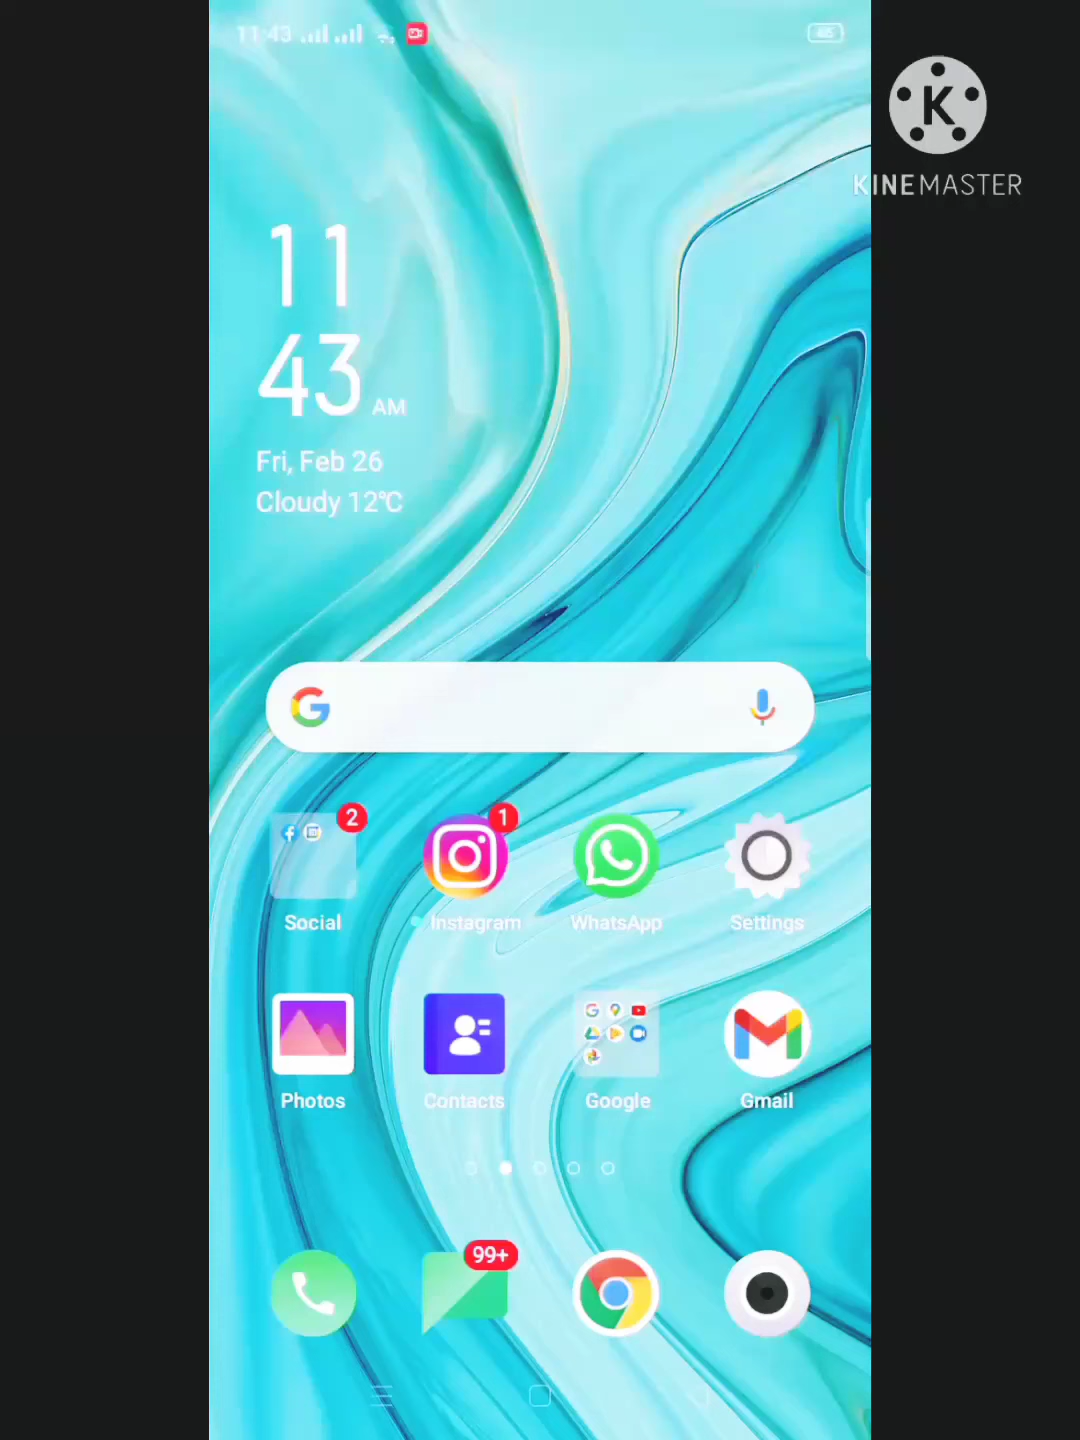 11:43
KINEMASTER
11
43 AM
Fri, Feb 26
Cloudy 12℃
2
1
Social
Instagram
WhatsApp
Settings
Photos
Contacts
Google
Gmail
99+